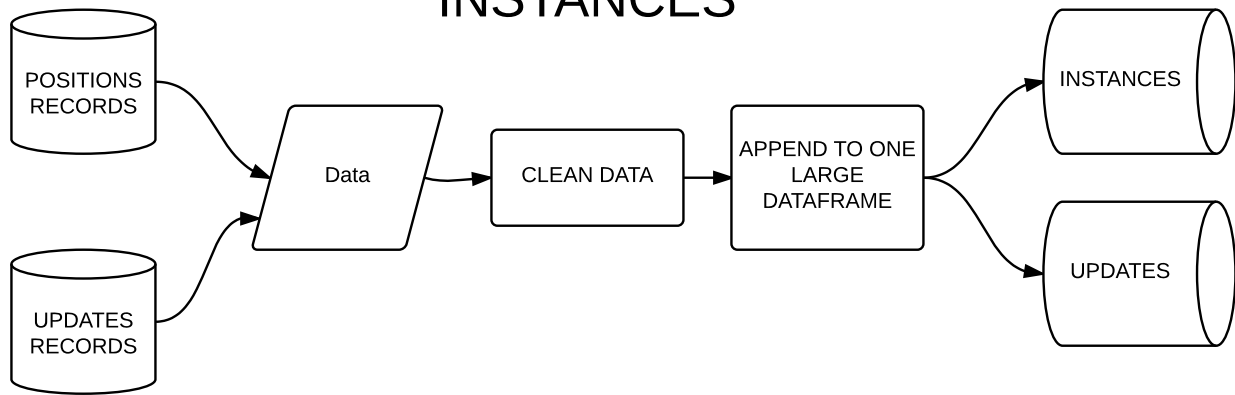 INSTANCES
POSITIONS
RECORDS
Data
CLEAN DATA
APPEND TO ONE
LARGE
DATAFRAME
INSTANCES
UPDATES
UPDATES
RECORDS